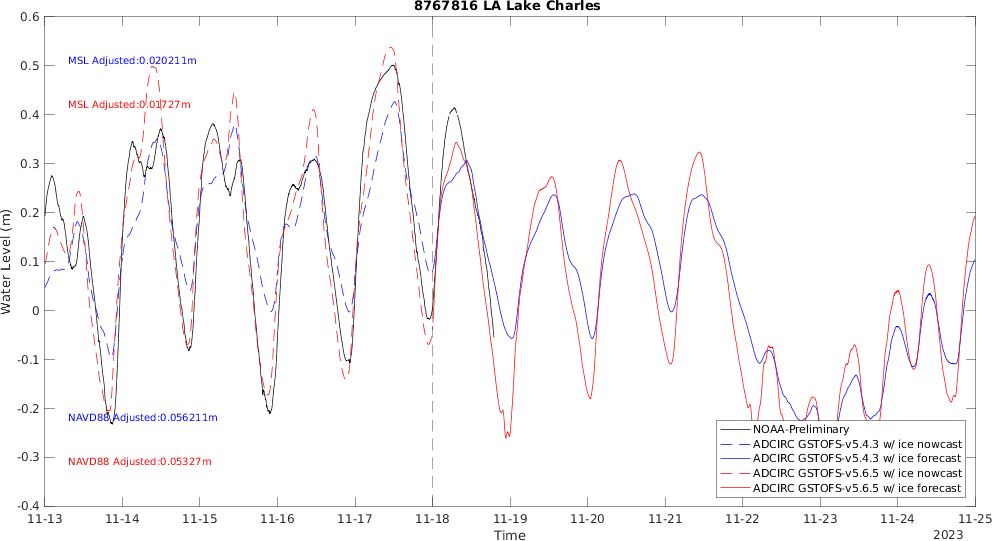 8767816 LA Lake Charles
0.6
0.5
0.4
0.3
0.2
0.1
0
-0.1
-0.2
-0.3
-0.4
Water Level (m)
MSL Adjusted:0.020211m
MSL Adjusted:0.01727m
NAVD88 Adjusted:0.056211m
NAVD88 Adjusted:0.05327m
NOAA-Preliminary
ADCIRC GSTOFS-v5.4.3 w/ ice nowcast
ADCIRC GSTOFS-v5.4.3 w/ ice forecast
ADCIRC GSTOFS-v5.6.5 w/ ice nowcast
ADCIRC GSTOFS-v5.6.5 w/ ice forecast
11-13 11-14 11-15 11-16 11-17 11-18 11-19 11-20 11-21 11-22 11-23 11-24 11-25
Time
2023